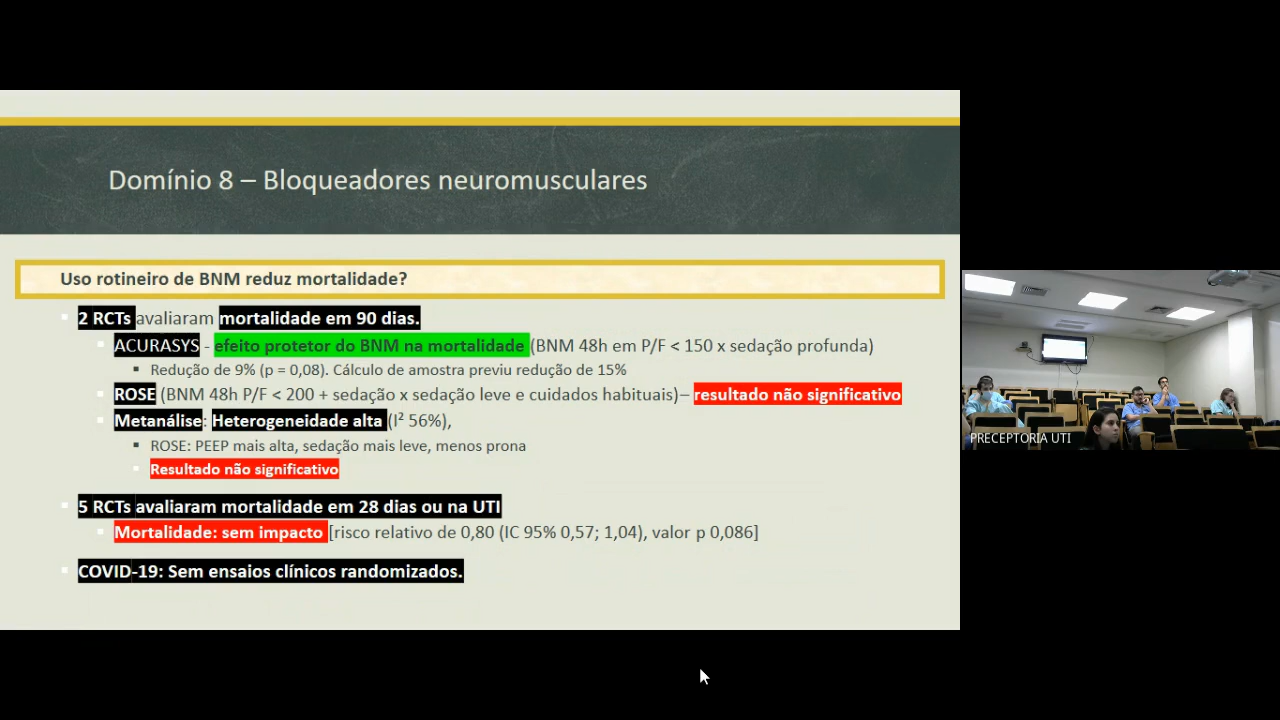 Domínio 8 – Bloqueadores neuromusculares
Uso rotineiro de BNM reduz mortalidade?
2 RCTs avaliaram mortalidade em 90 dias.
ACURASYS - efeito protetor do BNM na mortalidade (BNM 48h em P/F < 150 x sedação profunda)
Redução de 9% (p = 0,08). Cálculo de amostra previu redução de 15%
ROSE (BNM 48h P/F < 200 + sedação x sedação leve e cuidados habituais)– resultado não significativo
Metanálise: Heterogeneidade alta (I² 56%),
ROSE: PEEP mais alta, sedação mais leve, menos prona
Resultado não significativo
5 RCTs avaliaram mortalidade em 28 dias ou na UTI
Mortalidade: sem impacto [risco relativo de 0,80 (IC 95% 0,57; 1,04), valor p 0,086]
COVID-19: Sem ensaios clínicos randomizados.
PRECEPTORIA UTI